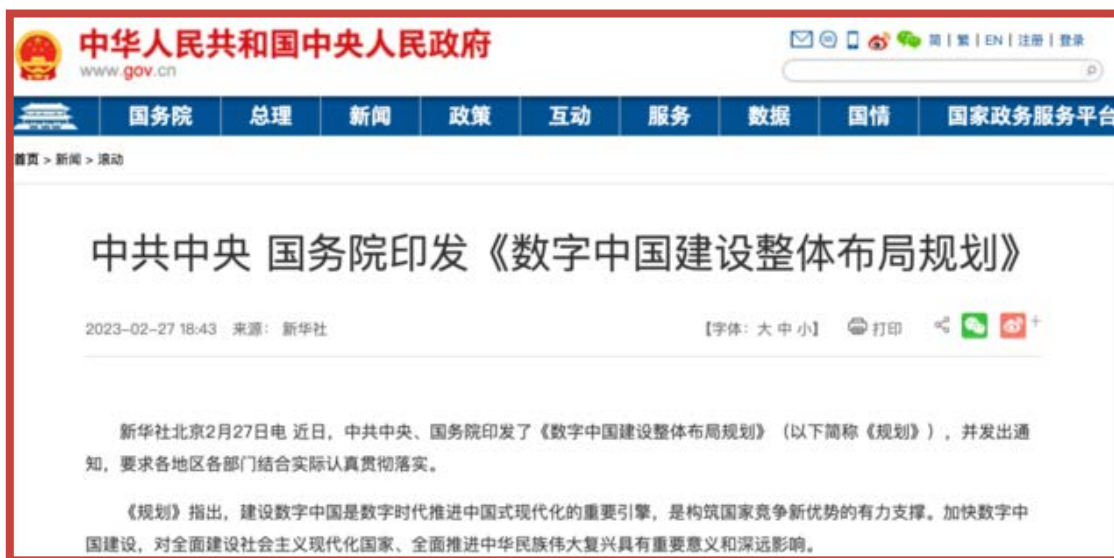 中华人民共和国中央人民政府
www.gov.cn
简 | 繁 | EN | 注册 | 登录
国务院 总理 新闻 政策 互动 服务 数据 国情 国家政务服务平台
首页 > 新闻 > 滚动
中共中央 国务院印发《数字中国建设整体布局规划》
2023-02-27 18:43 来源： 新华社 【字体：大 中 小】 打印
新华社北京2月27日电 近日，中共中央、国务院印发了《数字中国建设整体布局规划》（以下简称《规划》），并发出通
知，要求各地区各部门结合实际认真贯彻落实。
《规划》指出，建设数字中国是数字时代推进中国式现代化的重要引擎，是构筑国家竞争新优势的有力支撑。加快数字中
国建设，对全面建设社会主义现代化国家、全面推进中华民族伟大复兴具有重要意义和深远影响。